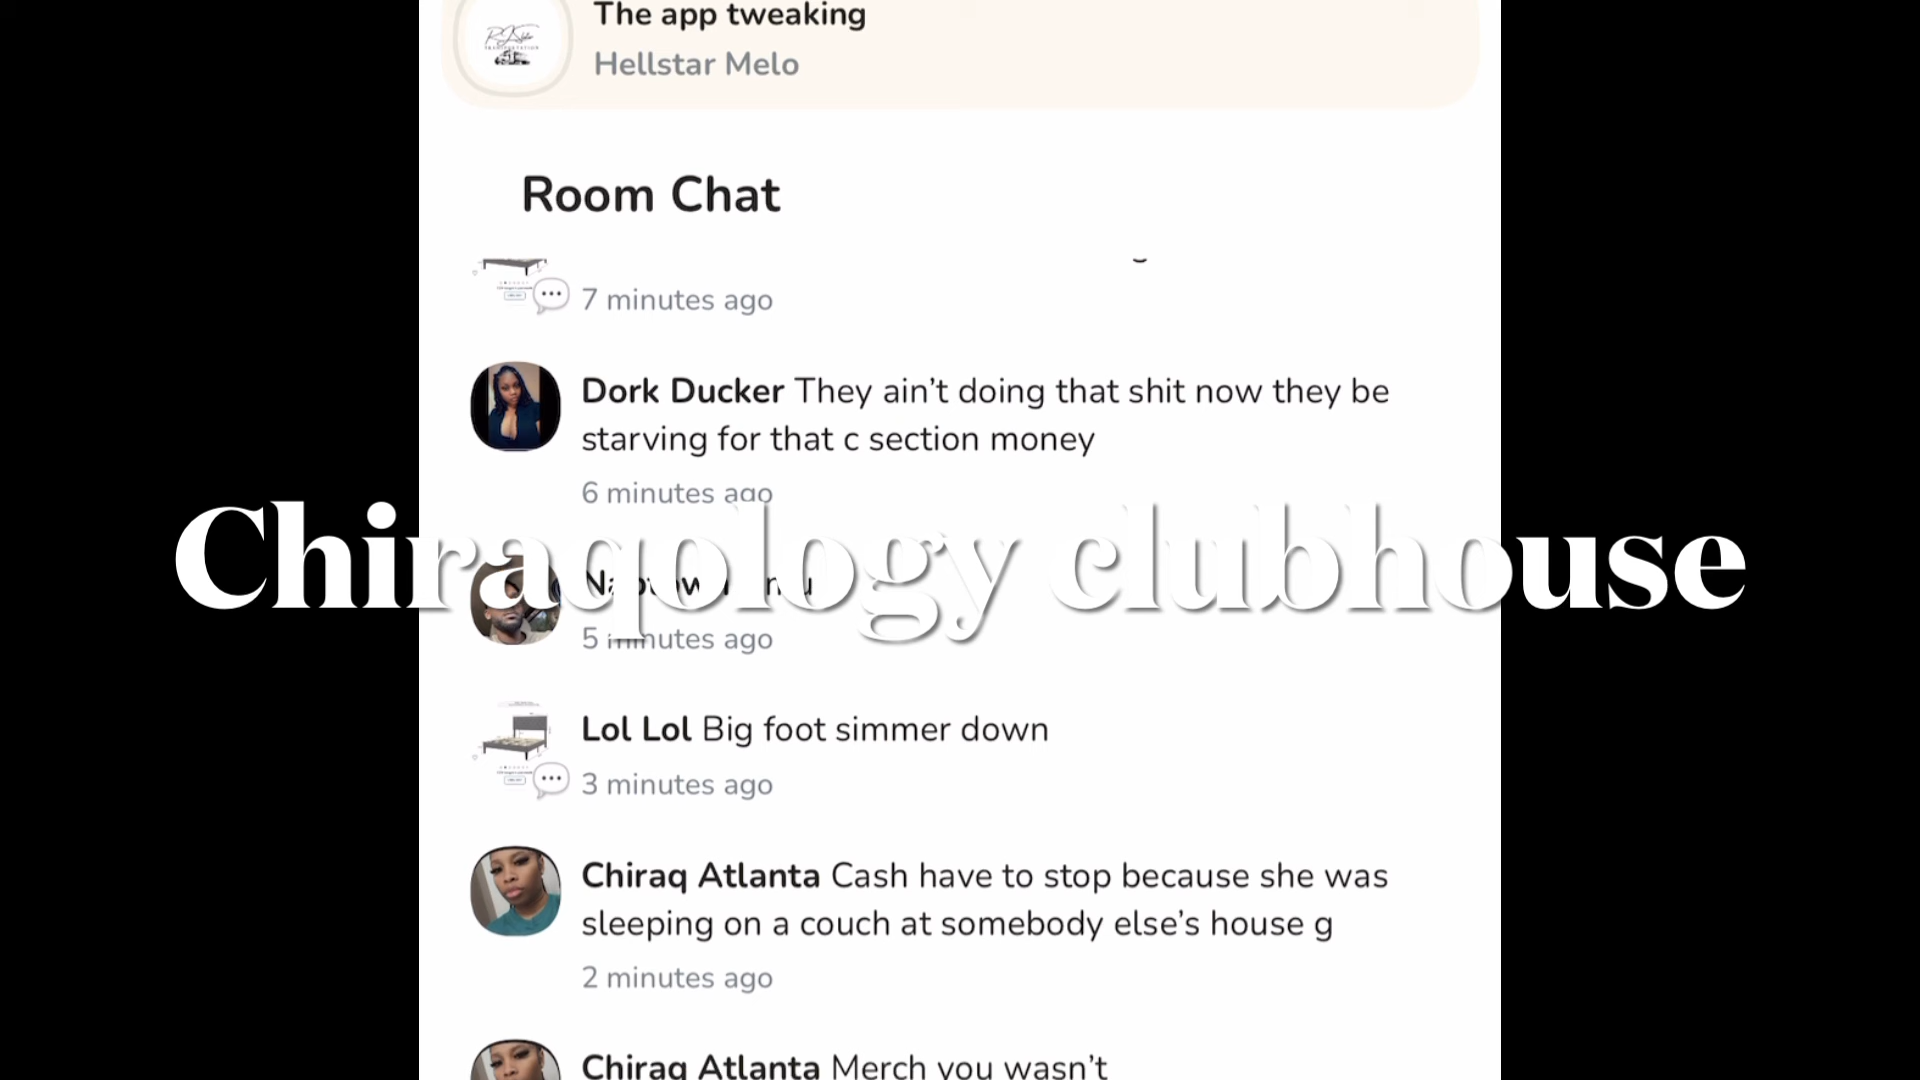 The app tweaking
Hellstar Melo
Room Chat
7 minutes ago
Dork Ducker They ain't doing that shit now they be
starving for that c section money
6 minutes ago
Chiraqology clubhouse
5 minutes ago
Lol Lol Big foot simmer down
3 minutes ago
Chiraq Atlanta Cash have to stop because she was
sleeping on a couch at somebody else's house g
2 minutes ago
Chiraq Atlanta Merch you wasn't